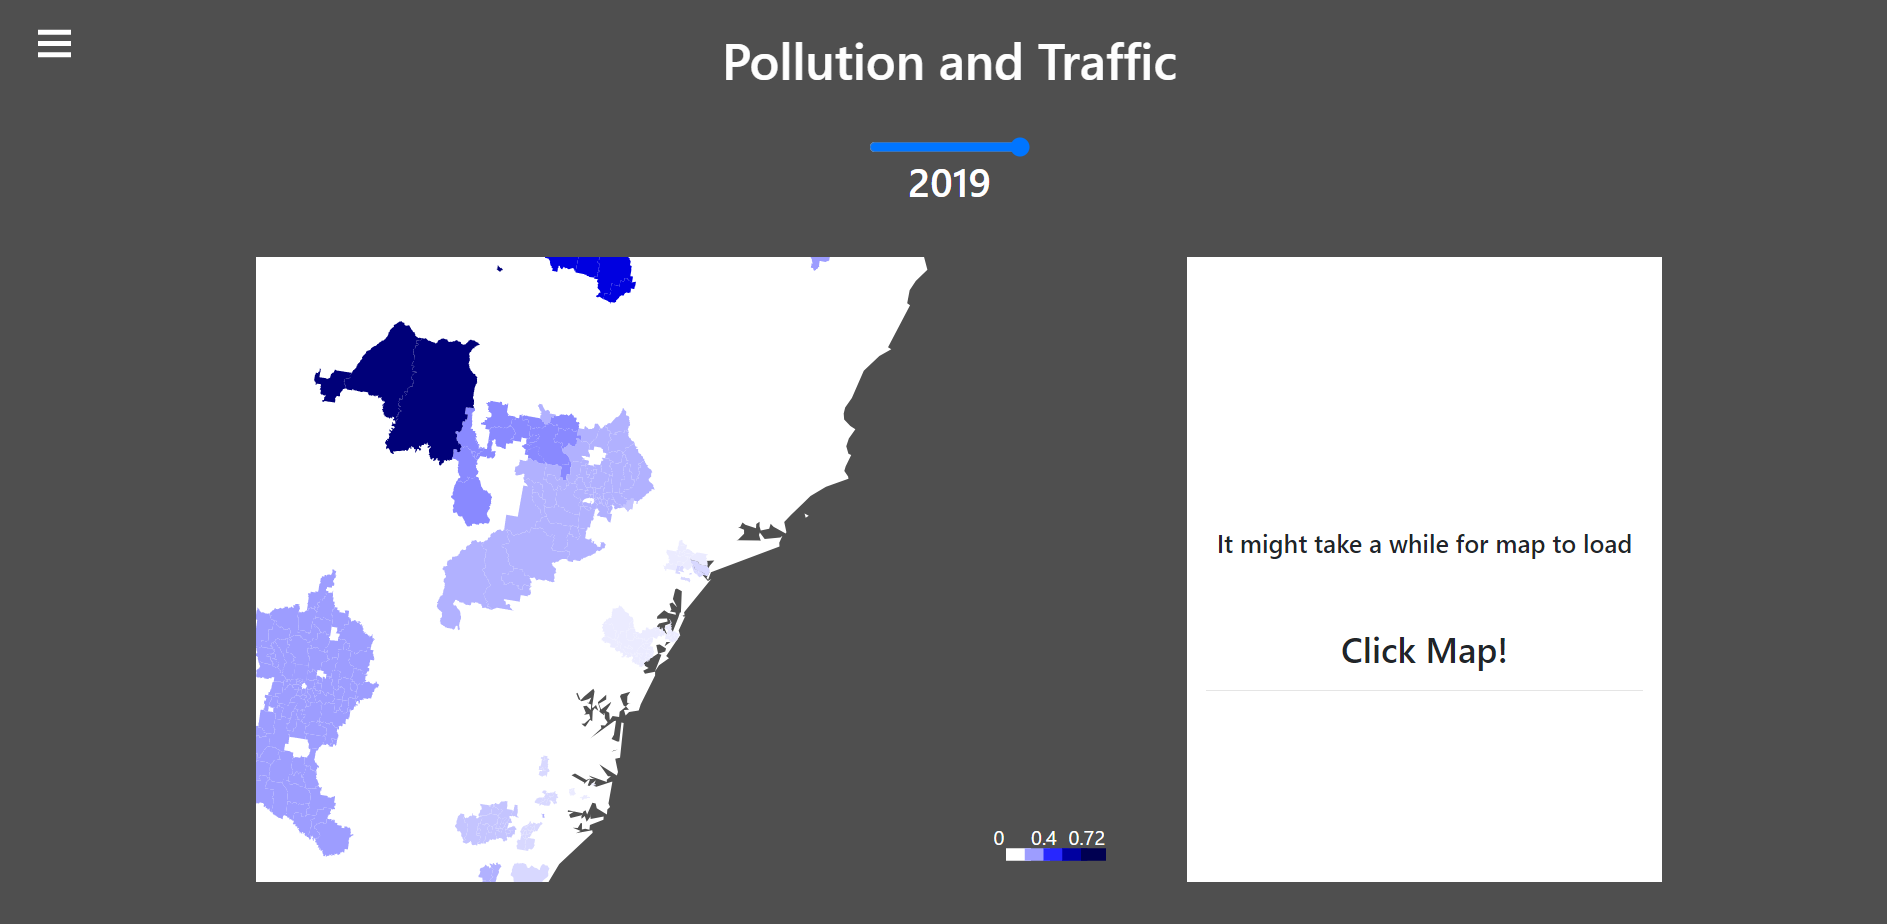 Pollution and Traffic
2019
It might take a while for map to load
Click Map!
0 0.4 0.72